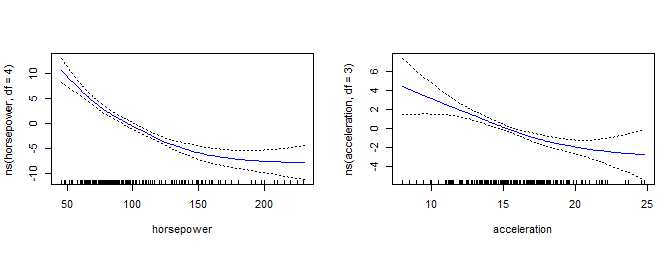 ns(horsepower, df = 4)
10
5
0
-5
-10
50 100 150 200
horsepower
ns(acceleration, df = 3)
6
4
2
0
-2
-4
10 15 20 25
acceleration